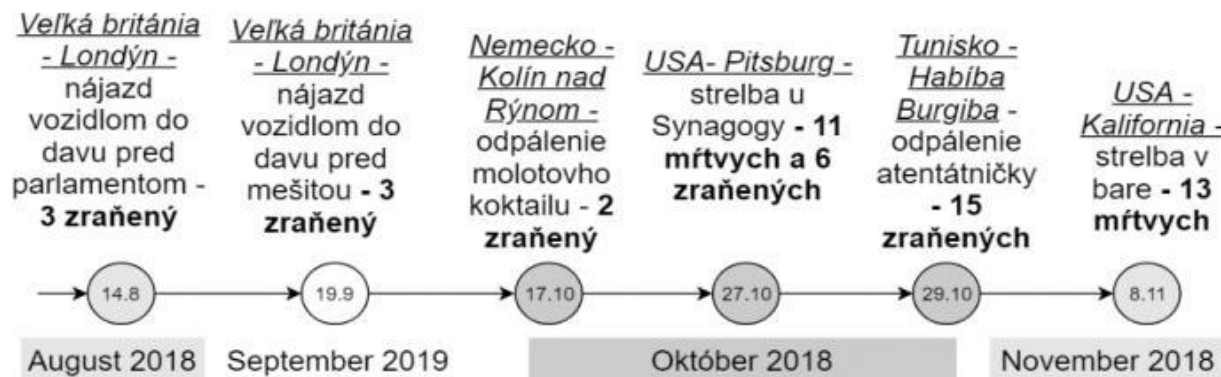 Veľká británia
- Londýn -
nájazd
vozidlom do
davu pred
parlamentom -
3 zraňený
Veľká británia
- Londýn -
nájazd
vozidlom do
davu pred
mešitou - 3
zraňený
Nemecko -
Kolín nad
Rýnom -
odpálenie
molotovho
koktailu - 2
zraňený
USA- Pitsburg -
strelba u
Synagogy - 11
mŕtvych a 6
zraňených
Tunisko -
Habíba
Burgiba -
odpálenie
atentátničky
- 15
zraňených
USA -
Kalifornia -
strelba v
bare - 13
mŕtvych
14.8
19.9
17.10
27.10
29.10
8.11
August 2018
September 2019
Október 2018
November 2018